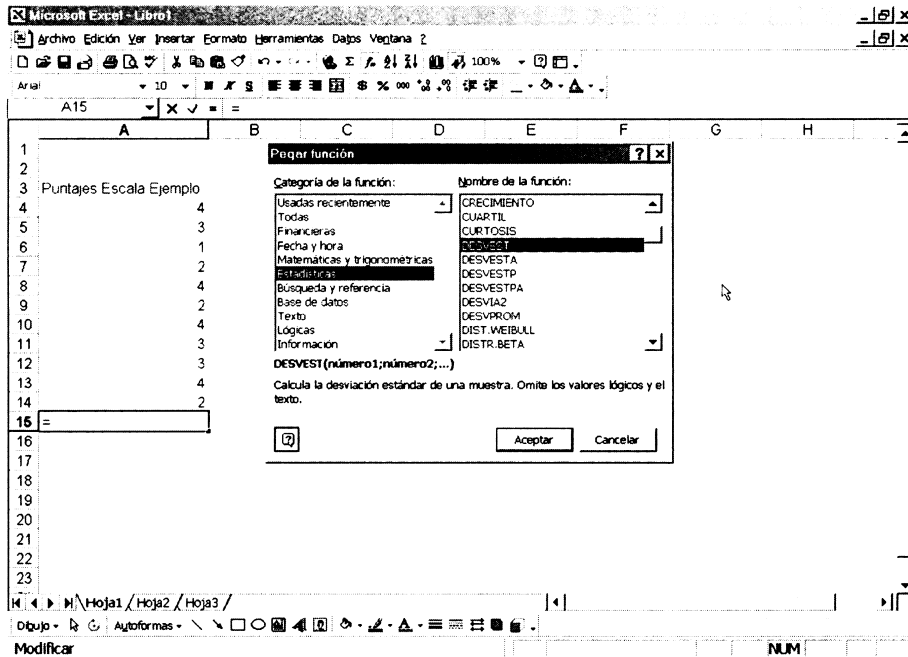 Microsoft Excel - Libro1
Archivo Edición Ver Insertar Formato Herramientas Datos Ventana ?
100%
Arial 10 N K S $ % 000
A15 = =
A B C D E F G H
1
2
3 Puntajes Escala Ejemplo
4 4
5 3
6 1
7 2
8 4
9 2
10 4
11 3
12 3
13 4
14 2
15 =
16
17
18
19
20
21
22
23
Pegar función
Categoría de la función:
Usadas recientemente
Todas
Financieras
Fecha y hora
Matemáticas y trigonométricas
Estadísticas
Búsqueda y referencia
Base de datos
Texto
Lógicas
Información
Nombre de la función:
CRECIMIENTO
CUARTIL
CURTOSIS
DESVEST
DESVESTA
DESVESTP
DESVESTPA
DESVIA2
DESVPROM
DIST.WEIBULL
DISTR.BETA
DESVEST(número1;número2;...)
Calcula la desviación estándar de una muestra. Omite los valores lógicos y el
texto.
Aceptar Cancelar
Hoja1 Hoja2 Hoja3
Dibujo Autoformas
Modificar NUM